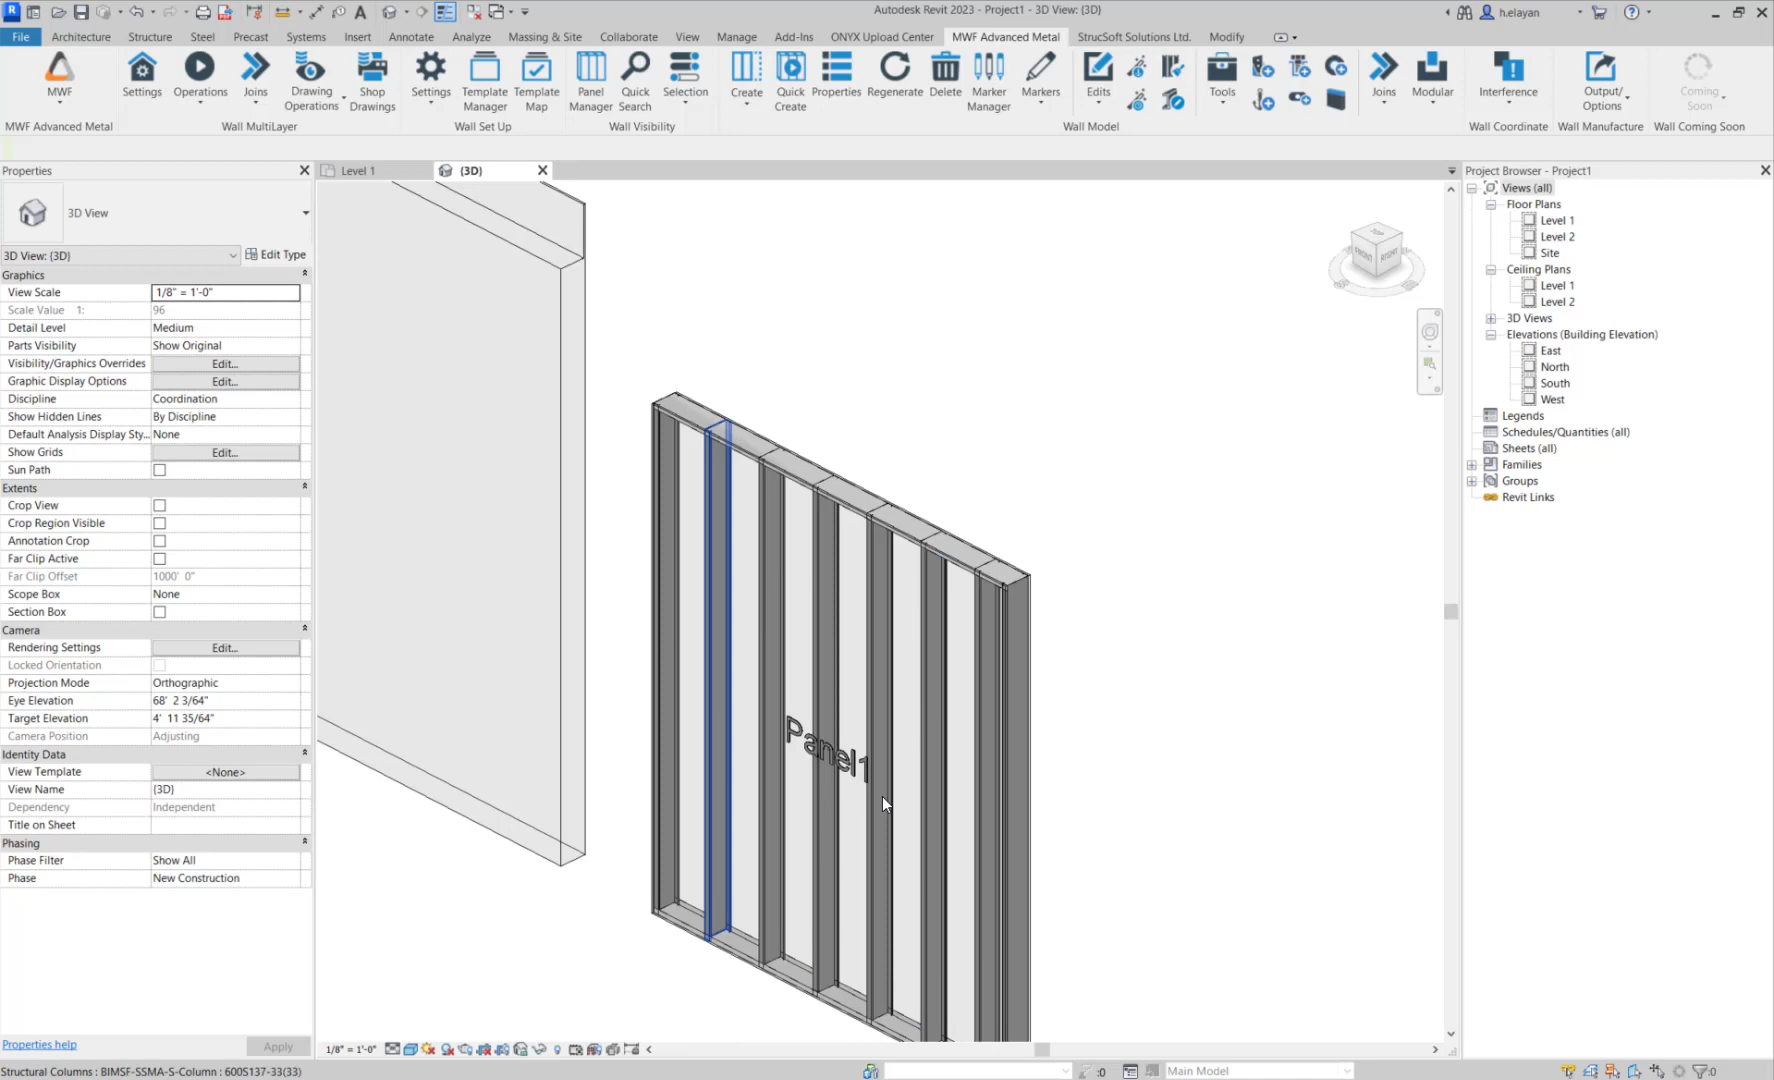 Autodesk Revit 2023 - Project1 - 3D View: {3D}
h.elayan
File
Architecture
Structure
Steel
Precast
Systems
Insert
Annotate
Analyze
Massing & Site
Collaborate
View
Manage
Add-Ins
ONYX Upload Center
MWF Advanced Metal
StrucSoft Solutions Ltd.
Modify
MWF
Settings
Operations
Joins
Drawing Operations
Shop Drawings
Settings
Template Manager
Template Map
Panel Manager
Quick Search
Selection
Create
Quick Create
Properties
Regenerate
Delete
Marker Manager
Markers
Edits
Tools
Joins
Modular
Interference
Output/ Options
Coming Soon
MWF Advanced Metal
Wall MultiLayer
Wall Set Up
Wall Visibility
Wall Model
Wall Coordinate
Wall Manufacture
Wall Coming Soon
Properties
3D View
3D View: {3D}
Edit Type
Graphics
View Scale 1/8" = 1'-0"
Scale Value 1: 96
Detail Level Medium
Parts Visibility Show Original
Visibility/Graphics Overrides Edit...
Graphic Display Options Edit...
Discipline Coordination
Show Hidden Lines By Discipline
Default Analysis Display Sty... None
Show Grids Edit...
Sun Path
Extents
Crop View
Crop Region Visible
Annotation Crop
Far Clip Active
Far Clip Offset 1000' 0"
Scope Box None
Section Box
Camera
Rendering Settings Edit...
Locked Orientation
Projection Mode Orthographic
Eye Elevation 68' 2 3/64"
Target Elevation 4' 11 35/64"
Camera Position Adjusting
Identity Data
View Template <None>
View Name {3D}
Dependency Independent
Title on Sheet
Phasing
Phase Filter Show All
Phase New Construction
Properties help
Apply
Level 1
{3D}
TOP
FRONT
RIGHT
Panel1
1/8" = 1'-0"
Project Browser - Project1
Views (all)
Floor Plans
Level 1
Level 2
Site
Ceiling Plans
Level 1
Level 2
3D Views
Elevations (Building Elevation)
East
North
South
West
Legends
Schedules/Quantities (all)
Sheets (all)
Families
Groups
Revit Links
Structural Columns : BIMSF-SSMA-S-Column : 600S137-33(33)
:0
Main Model
:0